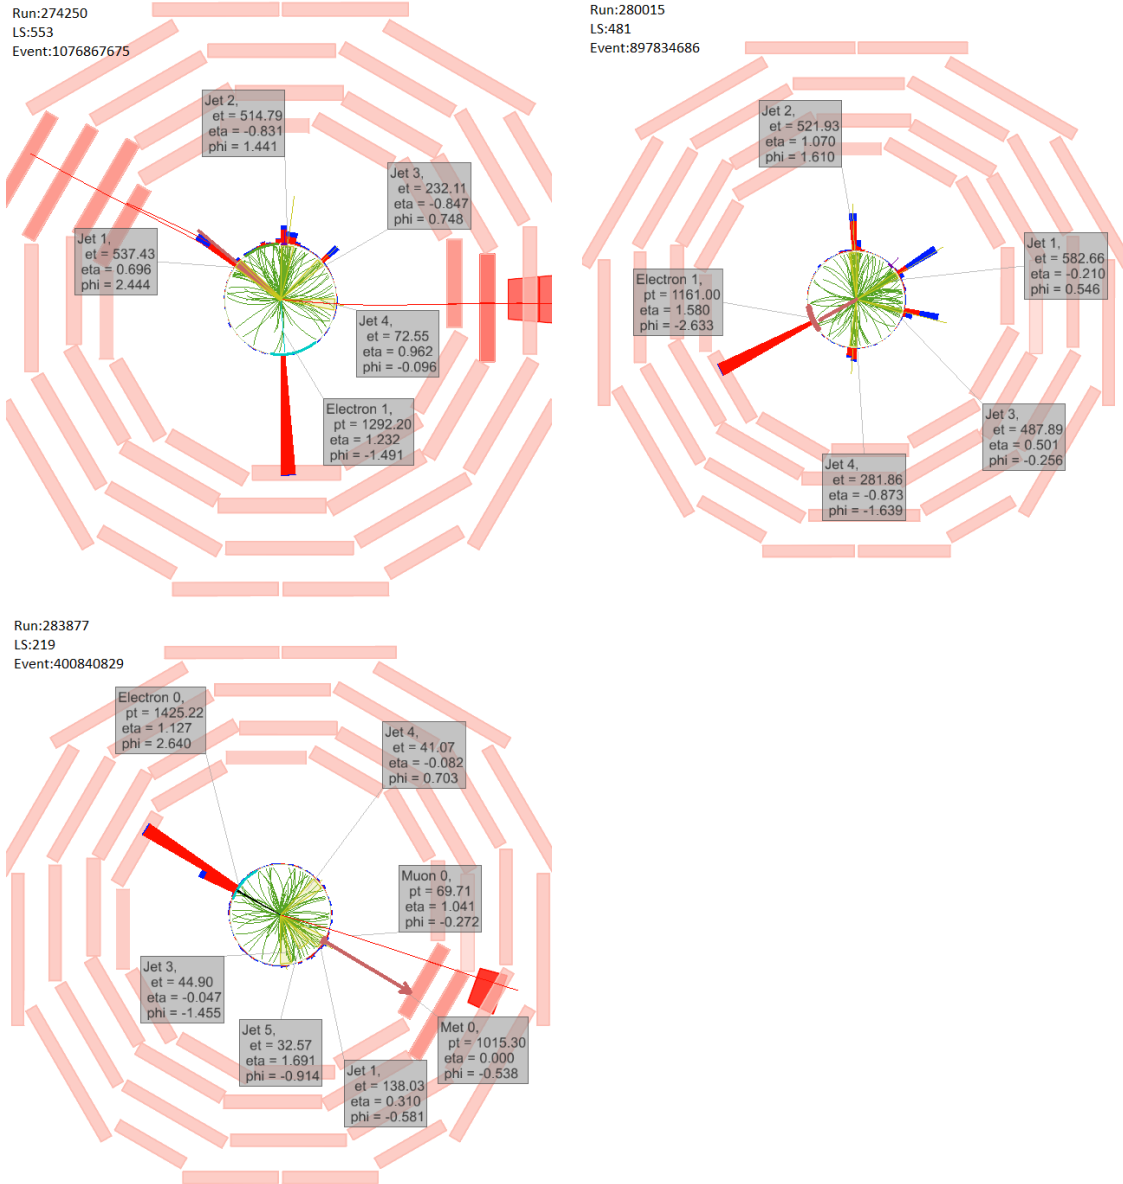 Run:274250
LS:553
Event:1076867675
Jet 2,
et = 514.79
eta = -0.831
phi = 1.441
Jet 3,
et = 232.11
eta = -0.847
phi = 0.748
Jet 1,
et = 537.43
eta = 0.696
phi = 2.444
Jet 4,
et = 72.55
eta = 0.962
phi = -0.096
Electron 1,
pt = 1292.20
eta = 1.232
phi = -1.491
Run:280015
LS:481
Event:897834686
Jet 2,
et = 521.93
eta = 1.070
phi = 1.610
Jet 1,
et = 582.66
eta = -0.210
phi = 0.546
Electron 1,
pt = 1161.00
eta = 1.580
phi = -2.633
Jet 3,
et = 487.89
eta = 0.501
phi = -0.256
Jet 4,
et = 281.86
eta = -0.873
phi = -1.639
Run:283877
LS:219
Event:400840829
Electron 0,
pt = 1425.22
eta = 1.127
phi = 2.640
Jet 4,
et = 41.07
eta = -0.082
phi = 0.703
Muon 0,
pt = 69.71
eta = 1.041
phi = -0.272
Jet 3,
et = 44.90
eta = -0.047
phi = -1.455
Jet 5,
et = 32.57
eta = 1.691
phi = -0.914
Met 0,
pt = 1015.30
eta = 0.000
phi = -0.538
Jet 1,
et = 138.03
eta = 0.310
phi = -0.581